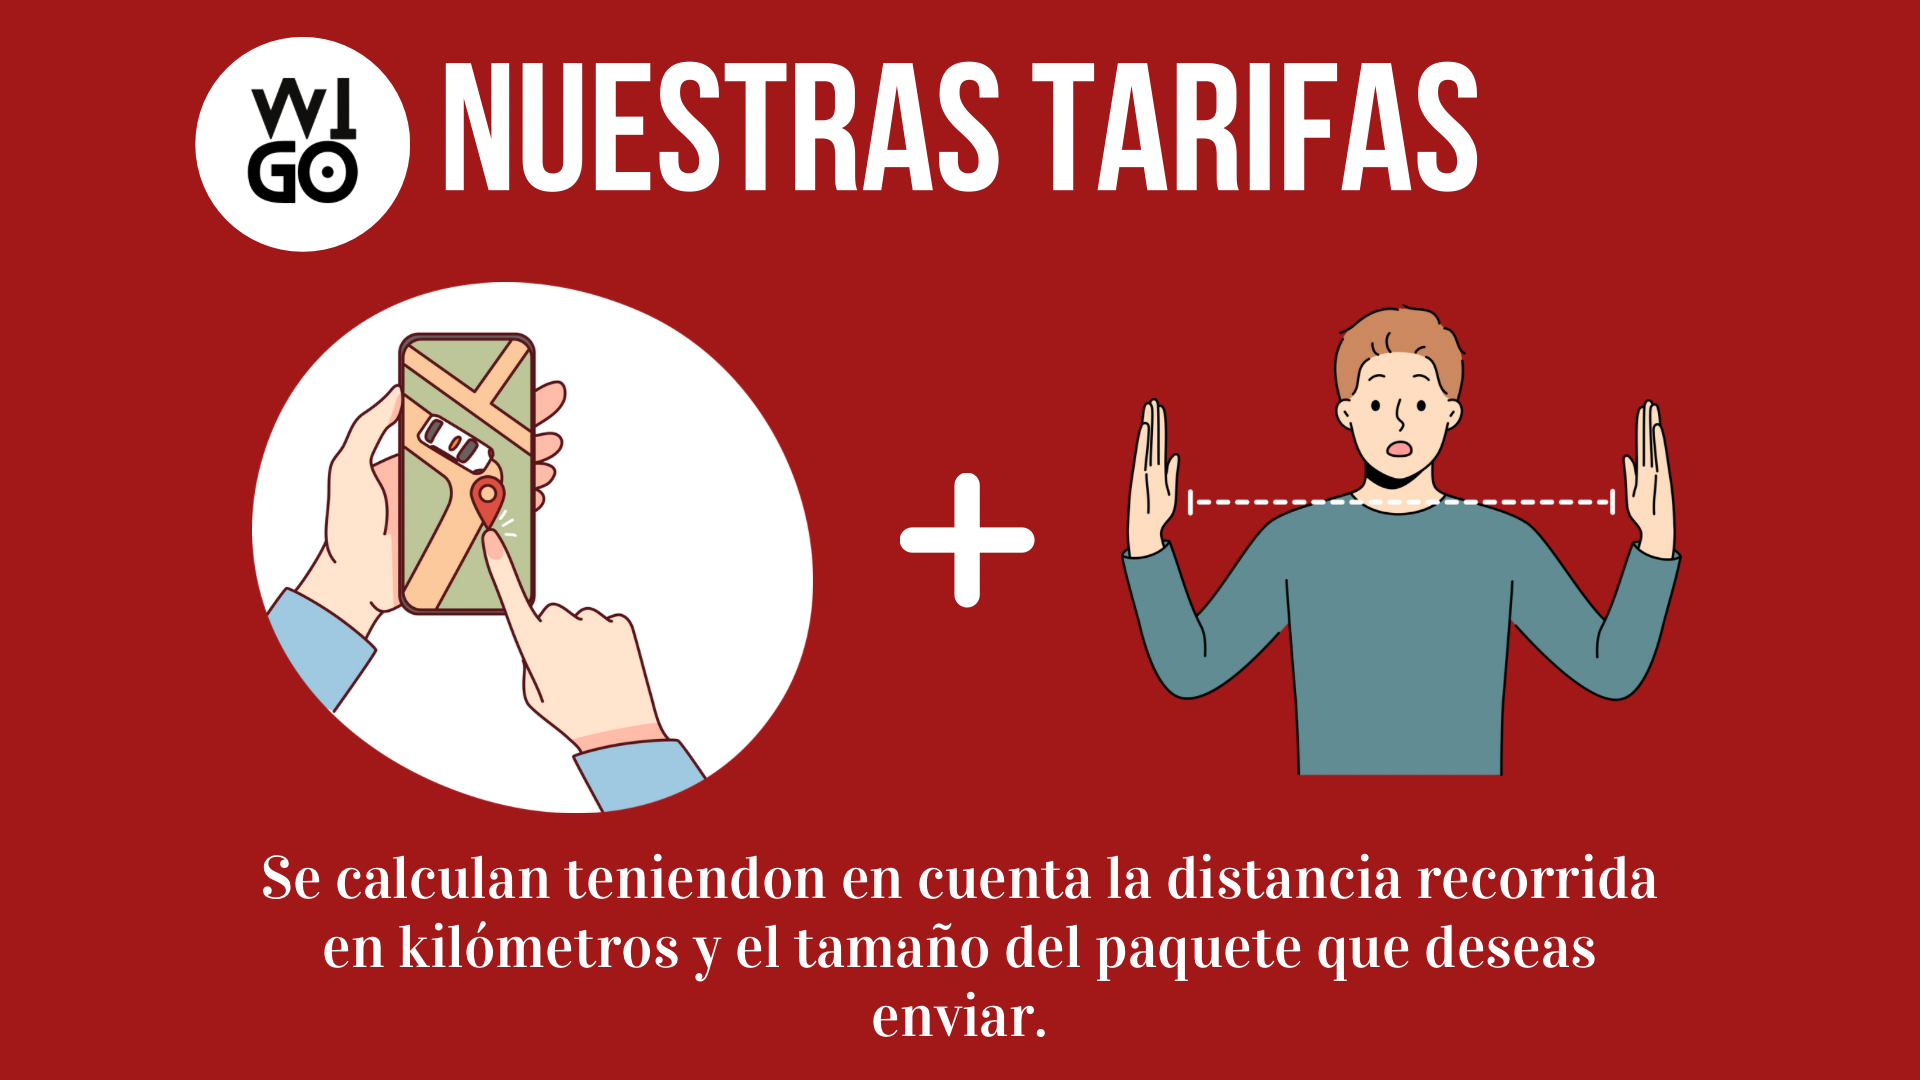 WI
GO
NUESTRAS TARIFAS
Se calculan teniendon en cuenta la distancia recorrida
en kilómetros y el tamaño del paquete que deseas
enviar.